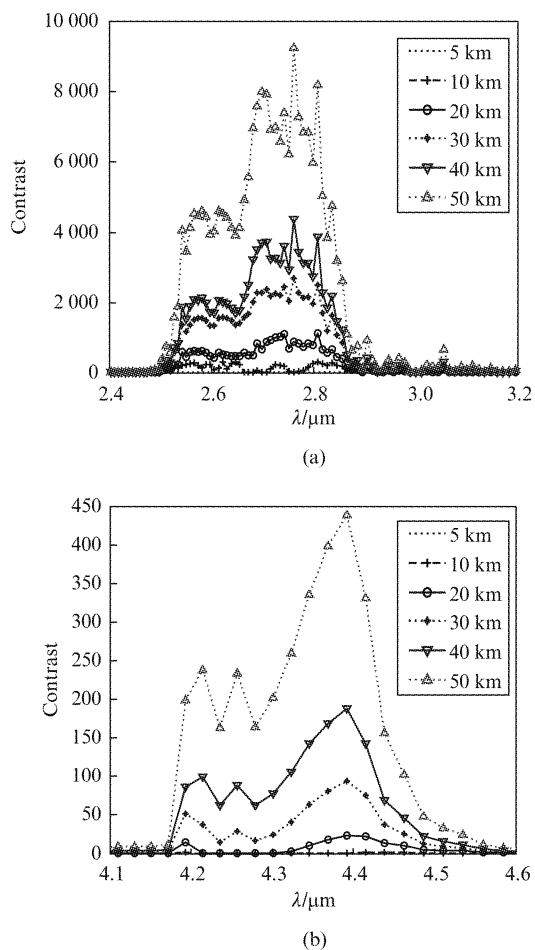 10 000
8 000
6 000
4 000
2 000
0
Contrast
5 km
10 km
20 km
30 km
40 km
50 km
2.4 2.6 2.8 3.0 3.2
λ/μm
(a)
450
400
350
300
250
200
150
100
50
0
Contrast
5 km
10 km
20 km
30 km
40 km
50 km
4.1 4.2 4.3 4.4 4.5 4.6
λ/μm
(b)